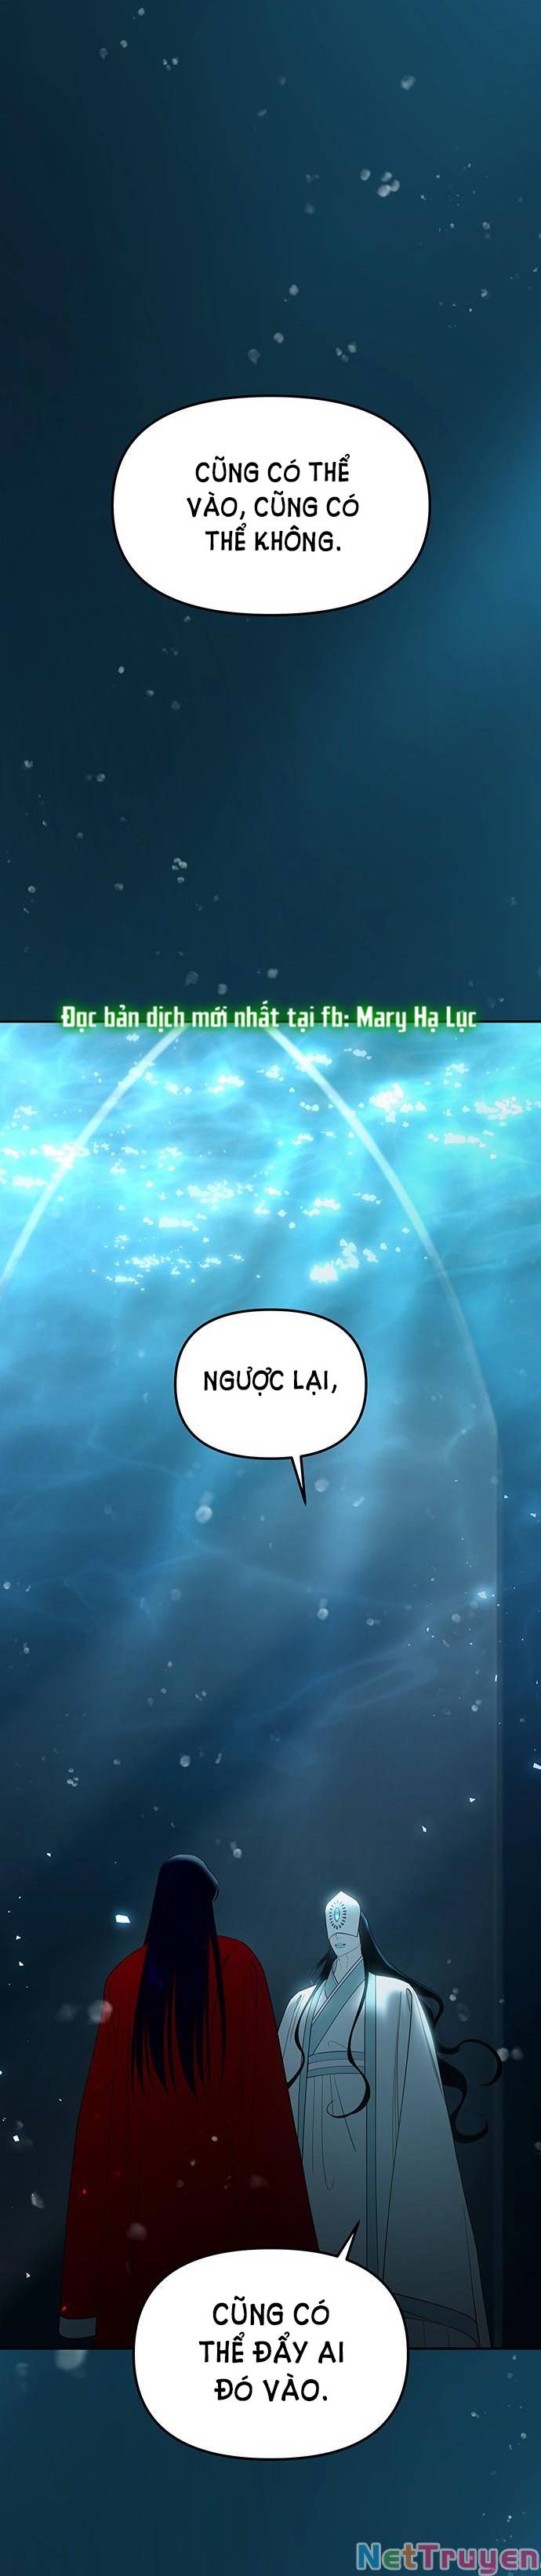 CŨNG CÓ THỂ
VÀO, CŨNG CÓ
THỂ KHÔNG.
Đọc bản dịch mới nhất tại fb: Mary Hạ Lục
NGƯỢC LẠI,
CŨNG CÓ
THỂ ĐẨY AI
ĐÓ VÀO.
NetTruyen